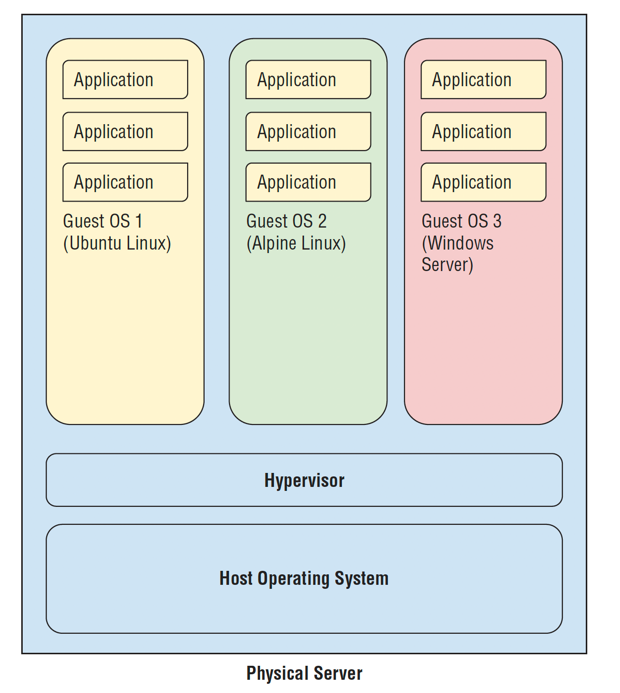 Application
Application
Application
Guest OS 1
(Ubuntu Linux)
Application
Application
Application
Guest OS 2
(Alpine Linux)
Application
Application
Application
Guest OS 3
(Windows
Server)
Hypervisor
Host Operating System
Physical Server